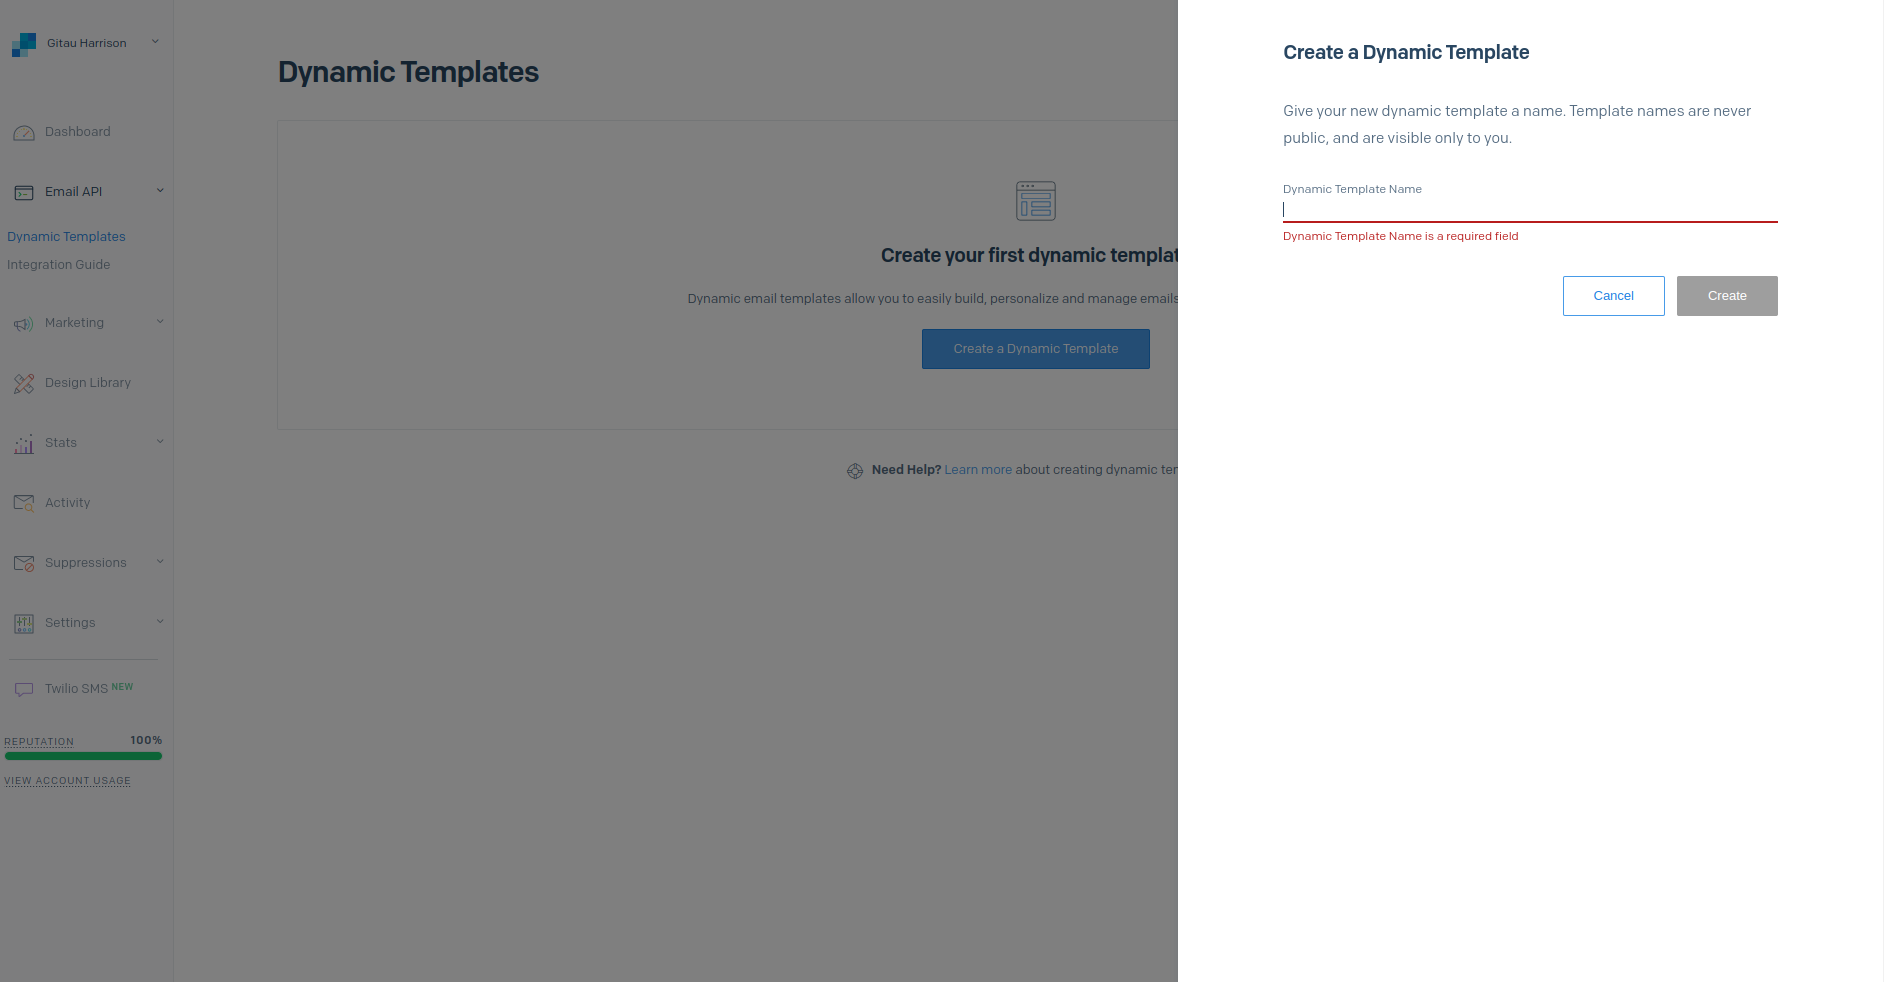 Gitau Harrison
Dashboard
Email API
Dynamic Templates
Integration Guide
Marketing
Design Library
Stats
Activity
Suppressions
Settings
Twilio SMS NEW
REPUTATION 100%
VIEW ACCOUNT USAGE
Dynamic Templates
Create your first dynamic templat
Dynamic email templates allow you to easily build, personalize and manage emails
Create a Dynamic Template
Need Help? Learn more about creating dynamic ter
Create a Dynamic Template
Give your new dynamic template a name. Template names are never
public, and are visible only to you.
Dynamic Template Name
Dynamic Template Name is a required field
Cancel
Create